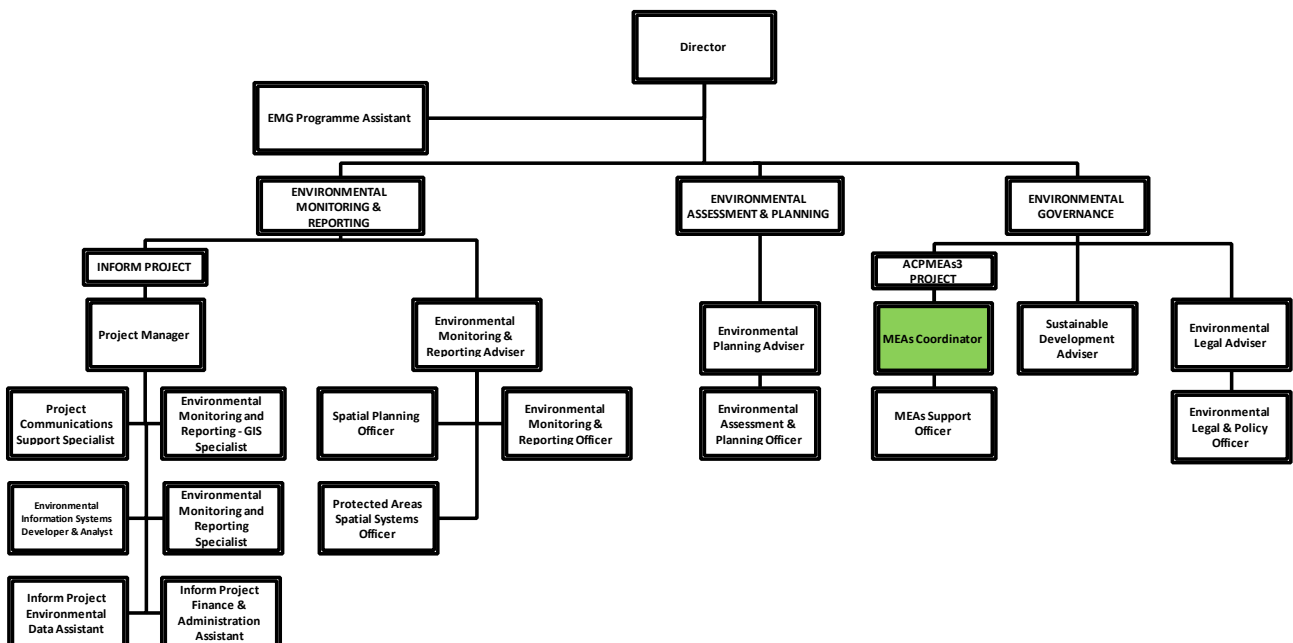 Director
EMG Programme Assistant
ENVIRONMENTAL
MONITORING &
REPORTING
ENVIRONMENTAL
ASSESSMENT & PLANNING
ENVIRONMENTAL
GOVERNANCE
INFORM PROJECT
ACPMEAs3
PROJECT
Project Manager
Environmental
Monitoring &
Reporting Adviser
Environmental
Planning Adviser
MEAs Coordinator
Sustainable
Development
Adviser
Environmental
Legal Adviser
Project
Communications
Support Specialist
Environmental
Monitoring and
Reporting - GIS
Specialist
Spatial Planning
Officer
Environmental
Monitoring &
Reporting Officer
Environmental
Assessment &
Planning Officer
MEAs Support
Officer
Environmental
Legal & Policy
Officer
Environmental
Information Systems
Developer & Analyst
Environmental
Monitoring and
Reporting
Specialist
Protected Areas
Spatial Systems
Officer
Inform Project
Environmental
Data Assistant
Inform Project
Finance &
Administration
Assistant